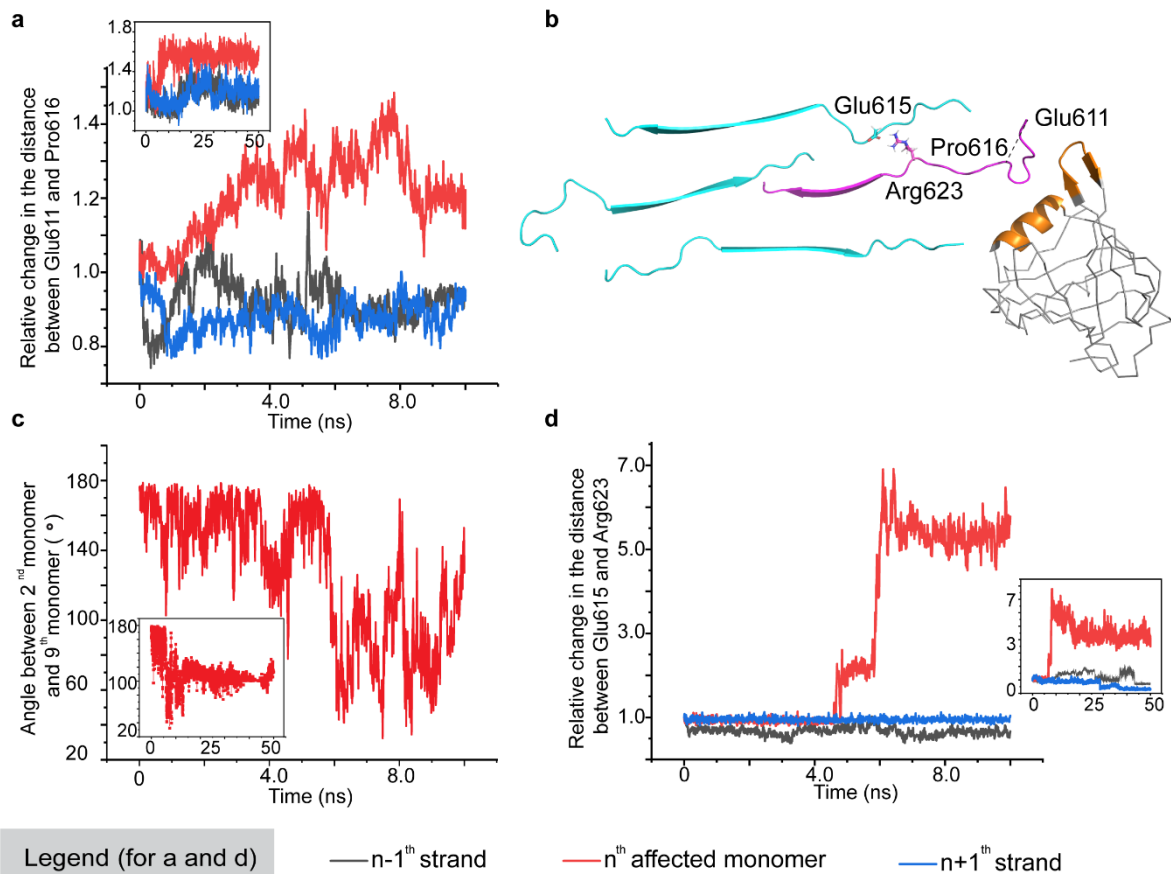 a
1.8
1.4
1.0
0 25 50
Relative change in the distance
between Glu611 and Pro616
1.4
1.2
1.0
0.8
0 4.0 8.0
Time (ns)
b
Glu615
Glu611
Pro616
Arg623
c
Angle between 2nd monomer
and 9th monomer (°)
180
140
100
60
20
180
100
20
0 25 50
0 4.0 8.0
Time (ns)
d
Relative change in the distance
between Glu615 and Arg623
7.0
5.0
3.0
1.0
7
3
0
0 25 50
0 4.0 8.0
Time (ns)
Legend (for a and d)
n-1th strand
nth affected monomer
n+1th strand